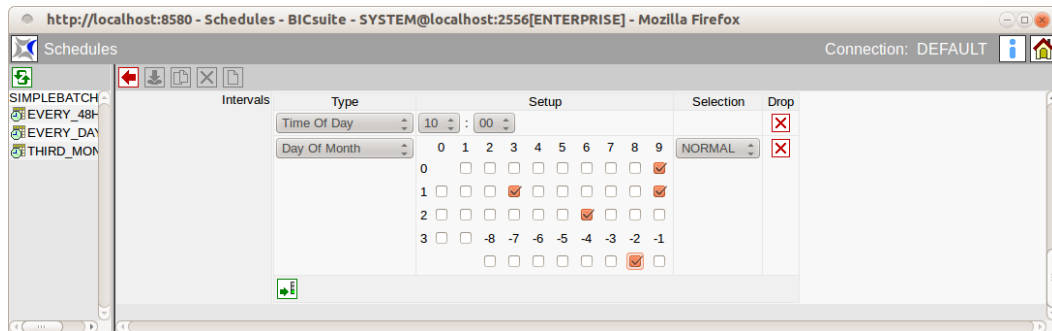 http://localhost:8580 - Schedules - BICsuite - SYSTEM@localhost:2556[ENTERPRISE] - Mozilla Firefox
Schedules Connection: DEFAULT
SIMPLEBATCH
EVERY_48H
EVERY_DAY
THIRD_MON
Intervals Type Setup Selection Drop
Time Of Day 10 : 00
Day Of Month 0 1 2 3 4 5 6 7 8 9 NORMAL
0
1
2
3 -8 -7 -6 -5 -4 -3 -2 -1